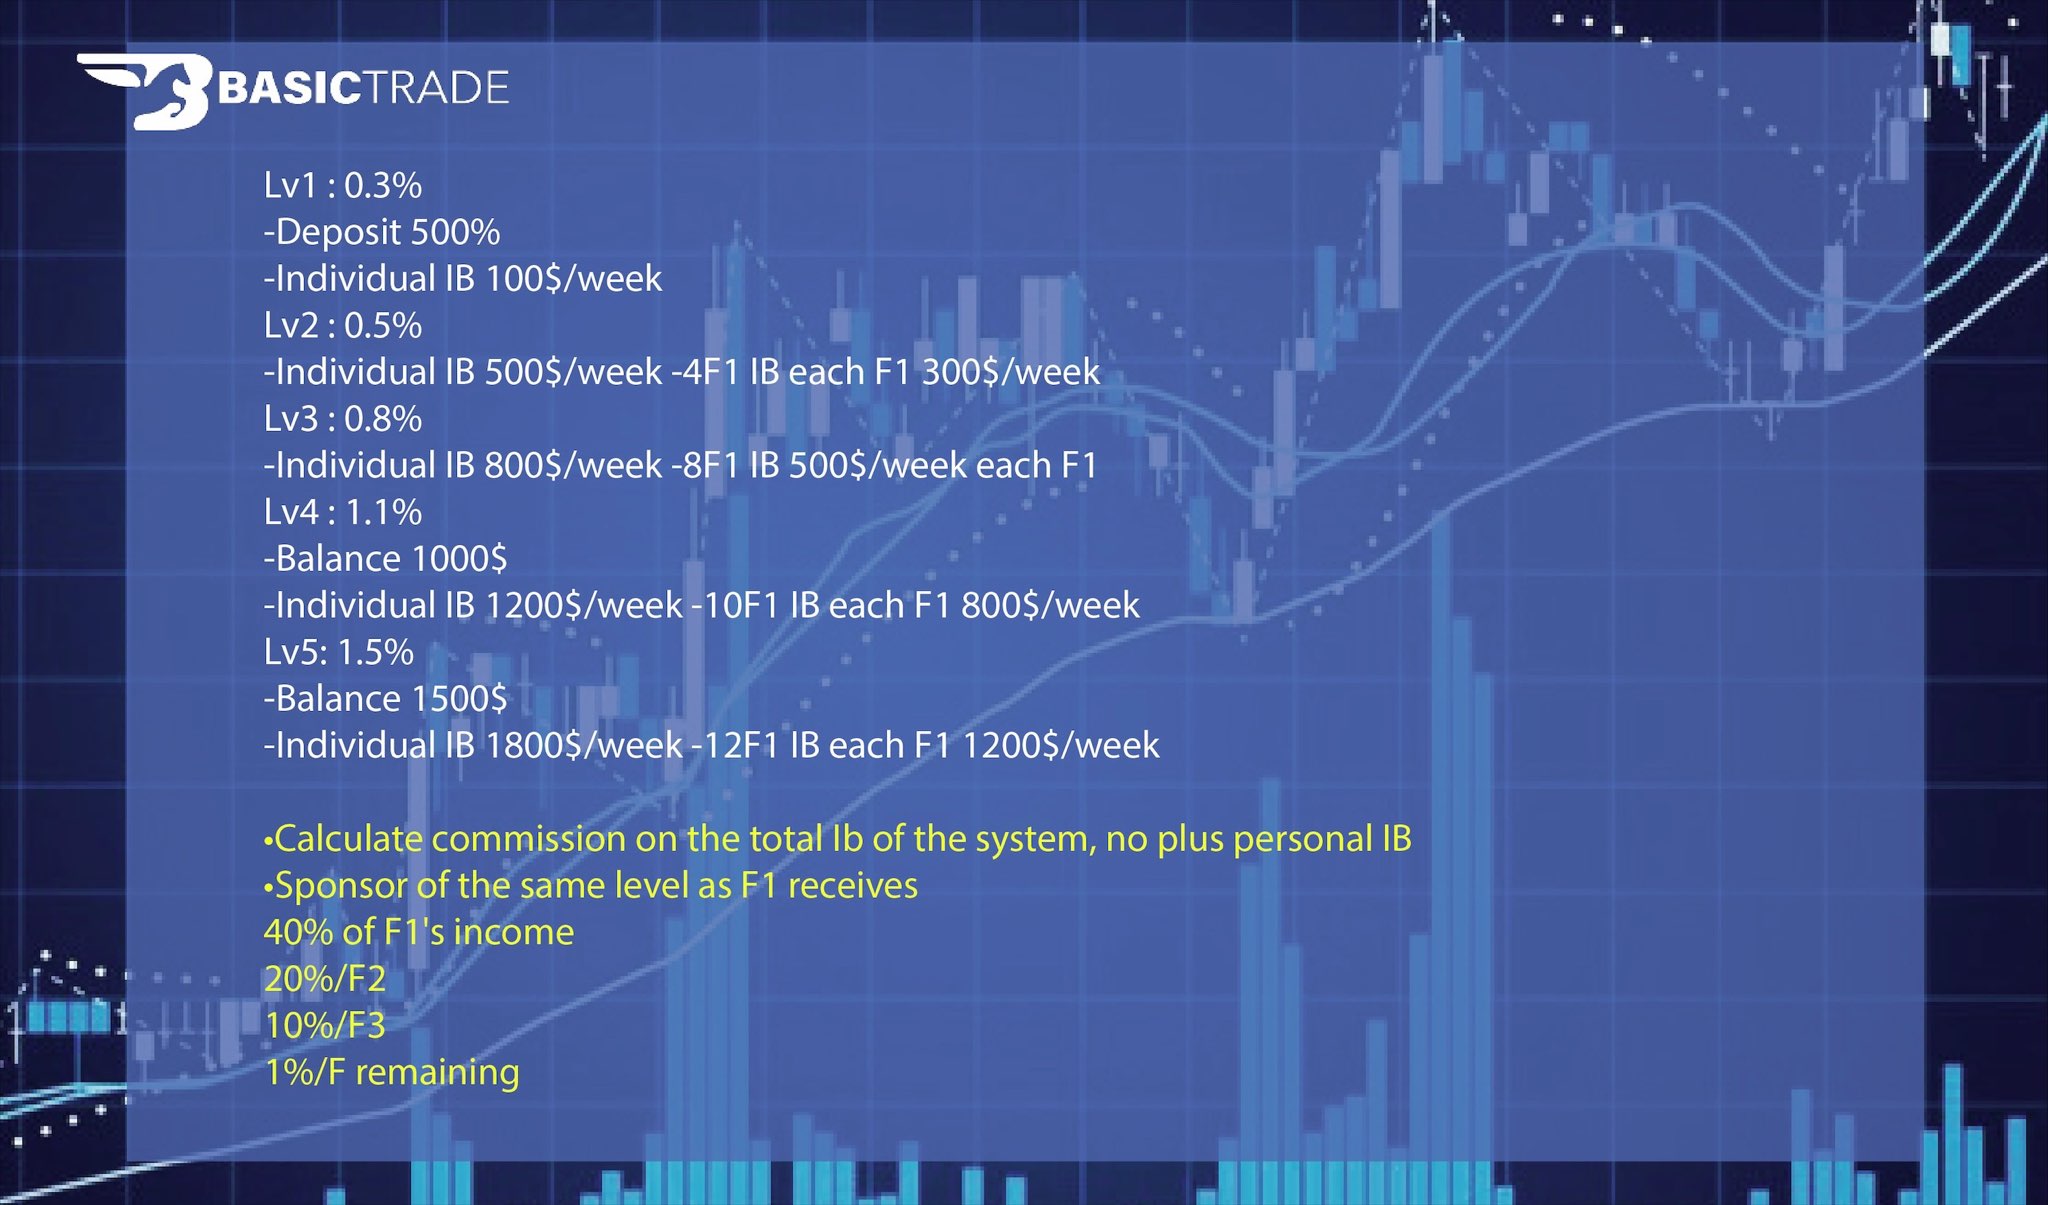 BASICTRADE
Lv1 : 0.3%
-Deposit 500%
-Individual IB 100$/week
Lv2 : 0.5%
-Individual IB 500$/week -4F1 IB each F1 300$/week
Lv3 : 0.8%
-Individual IB 800$/week -8F1 IB 500$/week each F1
Lv4 : 1.1%
-Balance 1000$
-Individual IB 1200$/week -10F1 IB each F1 800$/week
Lv5: 1.5%
-Balance 1500$
-Individual IB 1800$/week -12F1 IB each F1 1200$/week
•Calculate commission on the total Ib of the system, no plus personal IB
•Sponsor of the same level as F1 receives
40% of F1's income
20%/F2
10%/F3
1%/F remaining